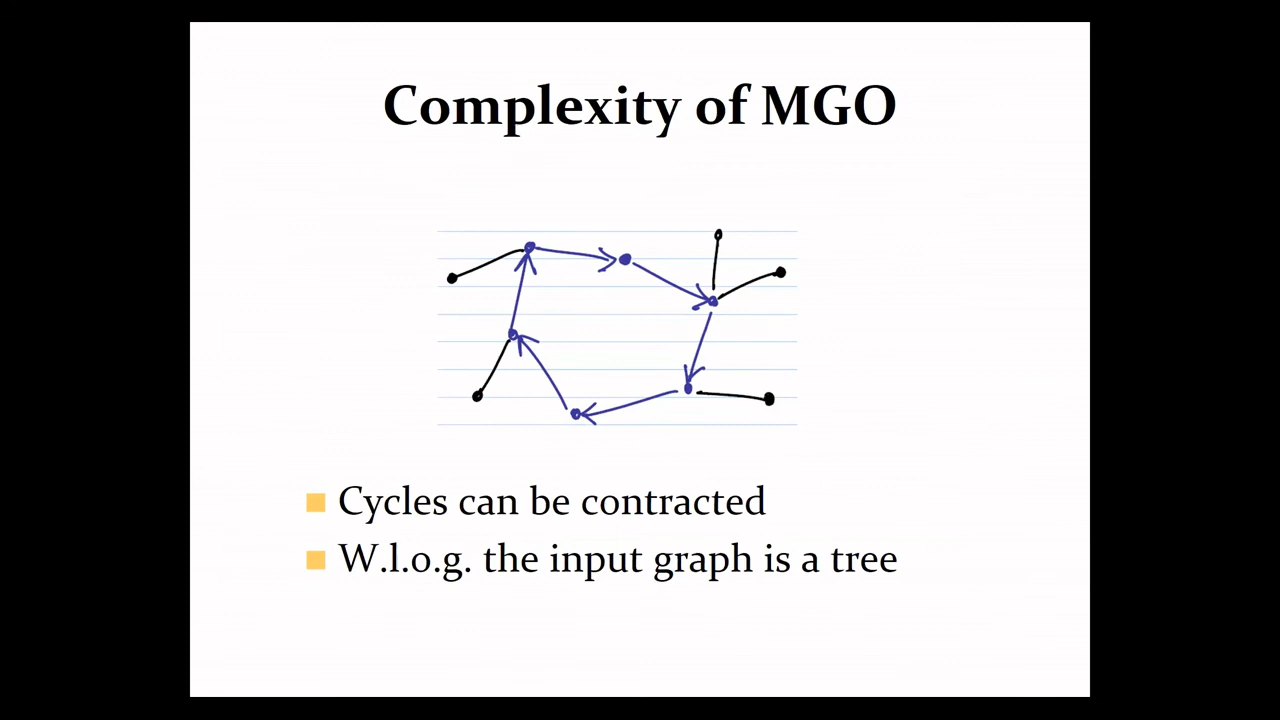 Complexity of MGO
Cycles can be contracted
W.l.o.g. the input graph is a tree